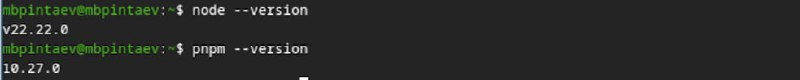 mbpintaev@mbpintaev:~$ node --version
v22.22.0
mbpintaev@mbpintaev:~$ pnpm --version
10.27.0